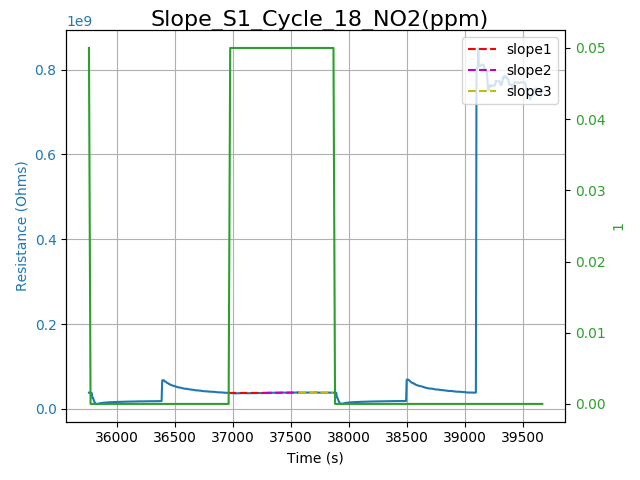 Slope_S1_Cycle_18_NO2(ppm)
1e9
slope1
slope2
slope3
0.8
0.6
0.4
0.2
0.0
Resistance (Ohms)
0.05
0.04
0.03
0.02
0.01
0.00
1
36000 36500 37000 37500 38000 38500 39000 39500
Time (s)